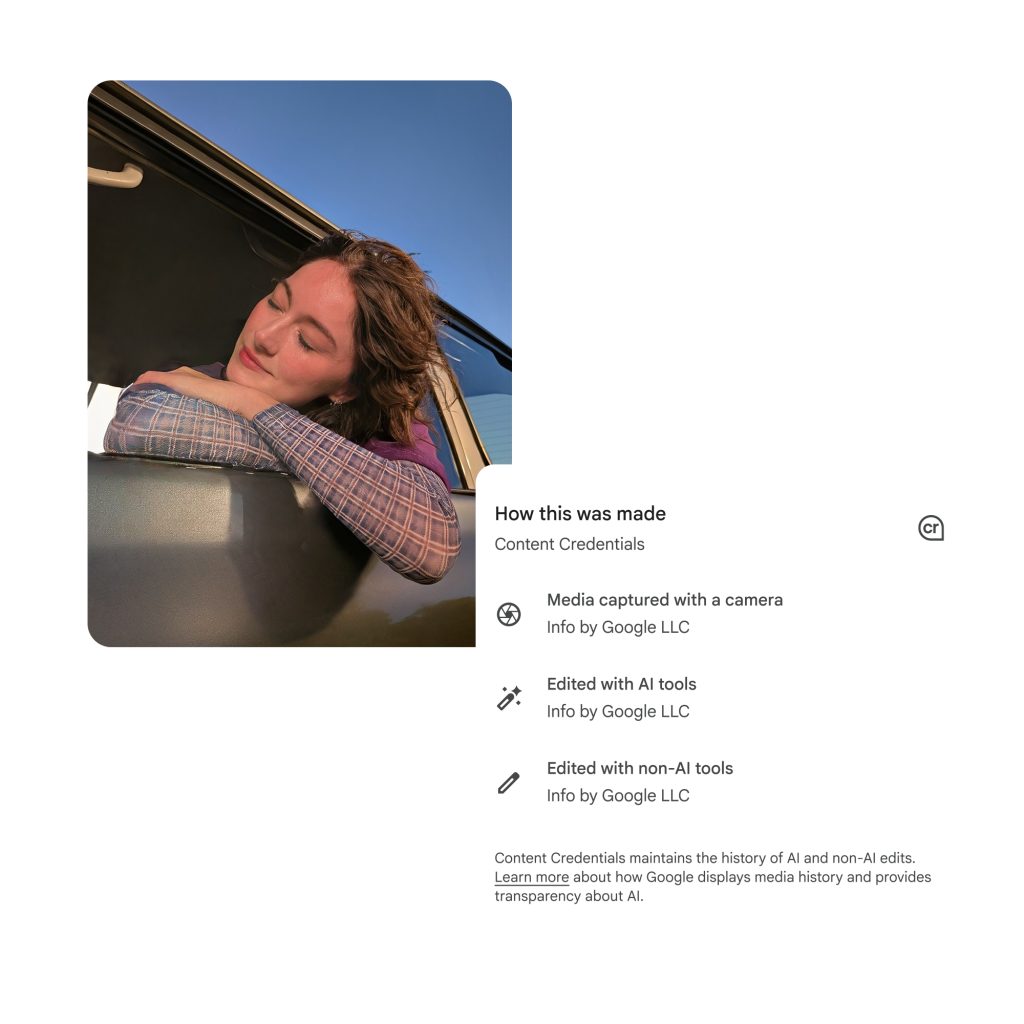 How this was made
cr
Content Credentials
Media captured with a camera
Info by Google LLC
Edited with AI tools
Info by Google LLC
Edited with non-AI tools
Info by Google LLC
Content Credentials maintains the history of AI and non-AI edits.
Learn more about how Google displays media history and provides
transparency about AI.